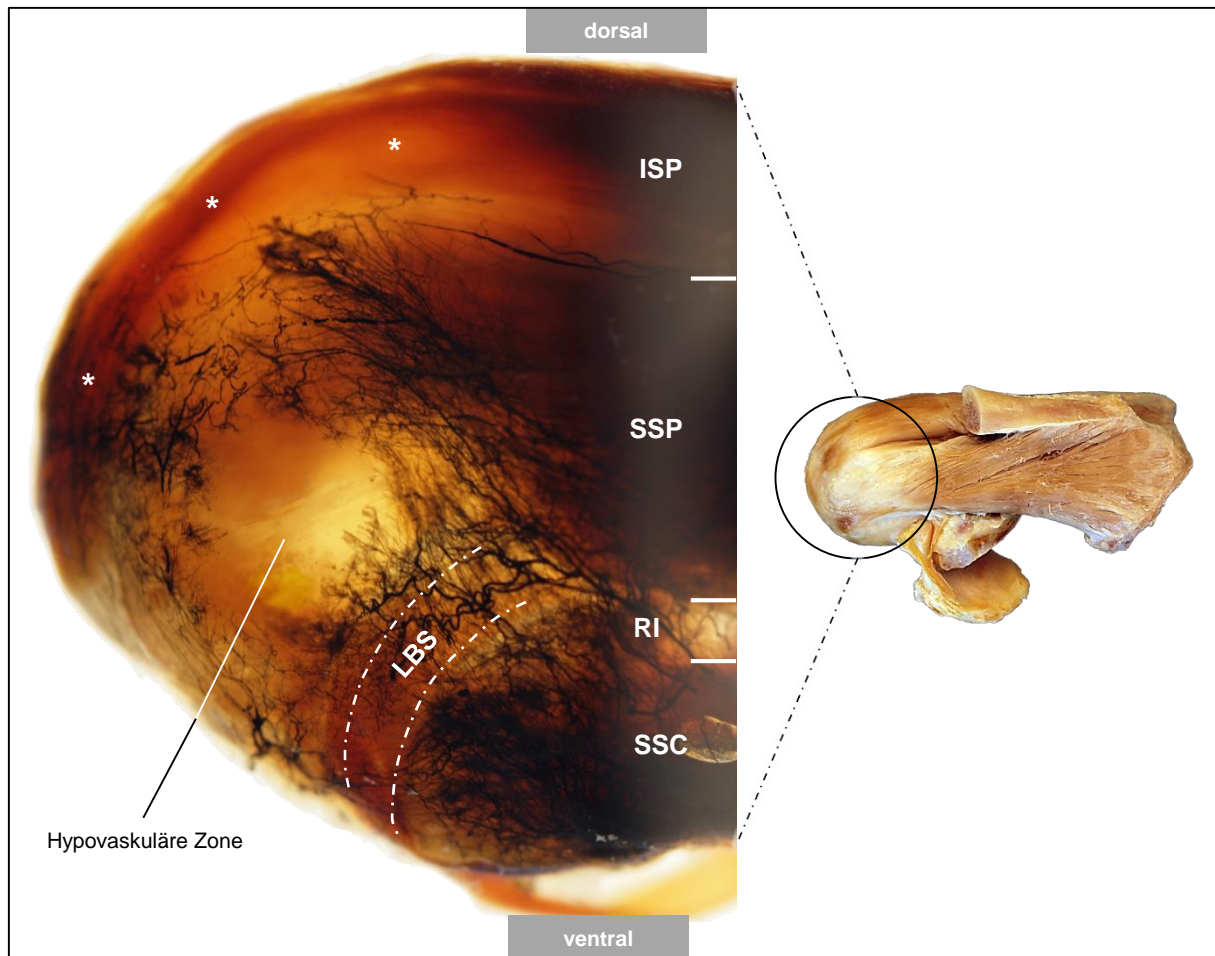 dorsal
*
ISP
*
SSP
*
RI
LBS
SSC
Hypovaskuläre Zone
ventral